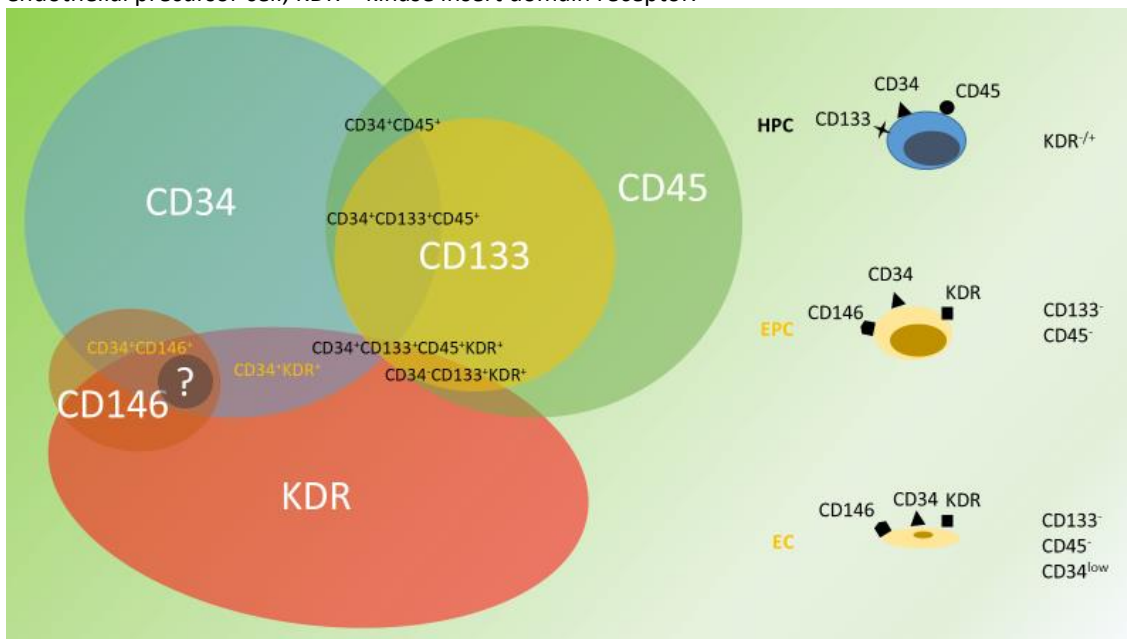 endothelial precursor cell; KDR = kinase insert domain receptor.
CD34⁺CD45⁺
CD34
CD45
CD34⁺CD133⁺CD45⁺
CD133
CD34⁺CD146⁺
CD34⁺CD133⁺CD45⁺KDR⁺
CD34⁺KDR⁺
CD34⁻CD133⁺KDR⁺
?
CD146
KDR
CD34
CD45
HPC
CD133
KDR⁻/⁺
CD34
KDR
CD146
EPC
CD133⁻
CD45⁻
CD34
KDR
CD146
EC
CD133⁻
CD45⁻
CD34ˡᵒʷ